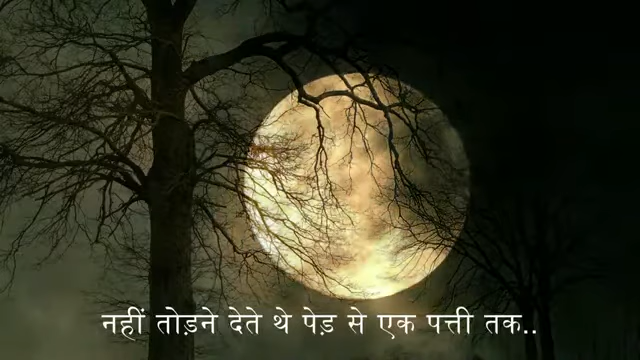 नहीं तोड़ने देते थे पेड़ से एक पत्ती तक..